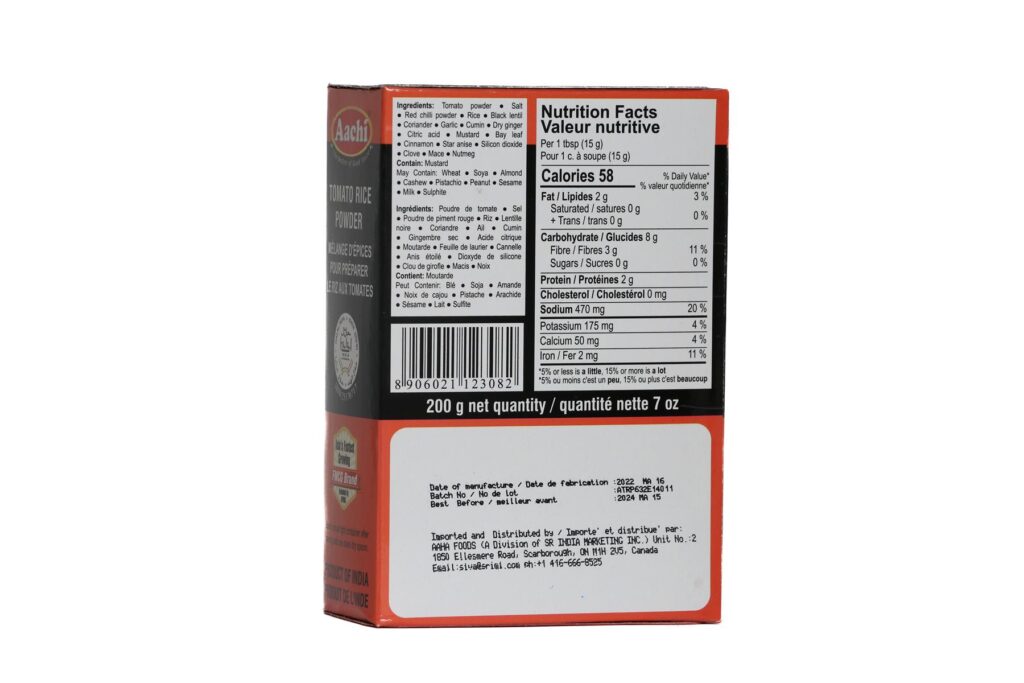 Aachi
TOMATO RICE
POWDER
MÉLANGE D'ÉPICES
POUR PRÉPARER
LE RIZ AUX TOMATES
FMCG Brand
PRODUCT OF INDIA
PRODUIT DE L'INDE
Ingredients: Tomato powder • Salt
• Red chilli powder • Rice • Black lentil
• Coriander • Garlic • Cumin • Dry ginger
• Citric acid • Mustard • Bay leaf
• Cinnamon • Star anise • Silicon dioxide
• Clove • Mace • Nutmeg
Contain: Mustard
May Contain: Wheat • Soya • Almond
• Cashew • Pistachio • Peanut • Sesame
• Milk • Sulphite
Ingrédients: Poudre de tomate • Sel
• Poudre de piment rouge • Riz • Lentille
noire • Coriandre • Ail • Cumin
• Gingembre sec • Acide citrique
• Moutarde • Feuille de laurier • Cannelle
• Anis étoilé • Dioxyde de silicone
• Clou de girofle • Macis • Noix
Contient: Moutarde
Peut Contenir: Blé • Soja • Amande
• Noix de cajou • Pistache • Arachide
• Sésame • Lait • Sulfite
8 906021 123082
Nutrition Facts
Valeur nutritive
Per 1 tbsp (15 g)
Pour 1 c. à soupe (15 g)
Calories 58 % Daily Value*
% valeur quotidienne*
Fat / Lipides 2 g 3 %
Saturated / satures 0 g
+ Trans / trans 0 g 0 %
Carbohydrate / Glucides 8 g
Fibre / Fibres 3 g 11 %
Sugars / Sucres 0 g 0 %
Protein / Protéines 2 g
Cholesterol / Cholestérol 0 mg
Sodium 470 mg 20 %
Potassium 175 mg 4 %
Calcium 50 mg 4 %
Iron / Fer 2 mg 11 %
*5% or less is a little, 15% or more is a lot
*5% ou moins c'est un peu, 15% ou plus c'est beaucoup
200 g net quantity / quantité nette 7 oz
Date of manufacture / Date de fabrication :2022 MA 16
Batch No / No de lot :ATRP632E14011
Best Before / meilleur avant :2024 MA 15
Imported and Distributed by / Importe' et distribue' par:
AAHA FOODS (A Division of SR INDIA MARKETING INC.) Unit No.:2
1850 Ellesmere Road, Scarborough, ON M1H 2V5, Canada
Email:siva@srimi.com ph:+1 416-666-8525